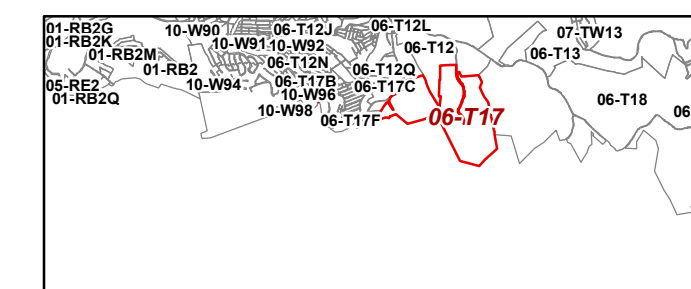 01-RB2G
10-W90
06-T12J
06-T12L
07-TW13
01-RB2K
10-W91
10-W92
06-T12
01-RB2M
06-T13
01-RB2
06-T12N
06-T12Q
05-RE2
10-W94
06-T17B
06-T17C
01-RB2Q
10-W96
06-T18
10-W98
06-T17F
06-T17
06